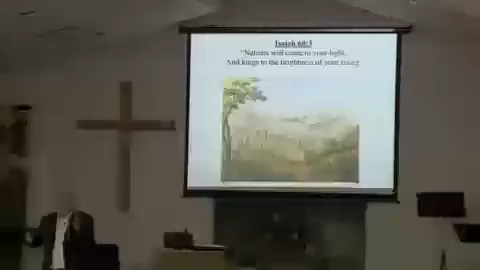 Isaiah 60:3
"Nations will come to your light,
And kings to the brightness of your rising.